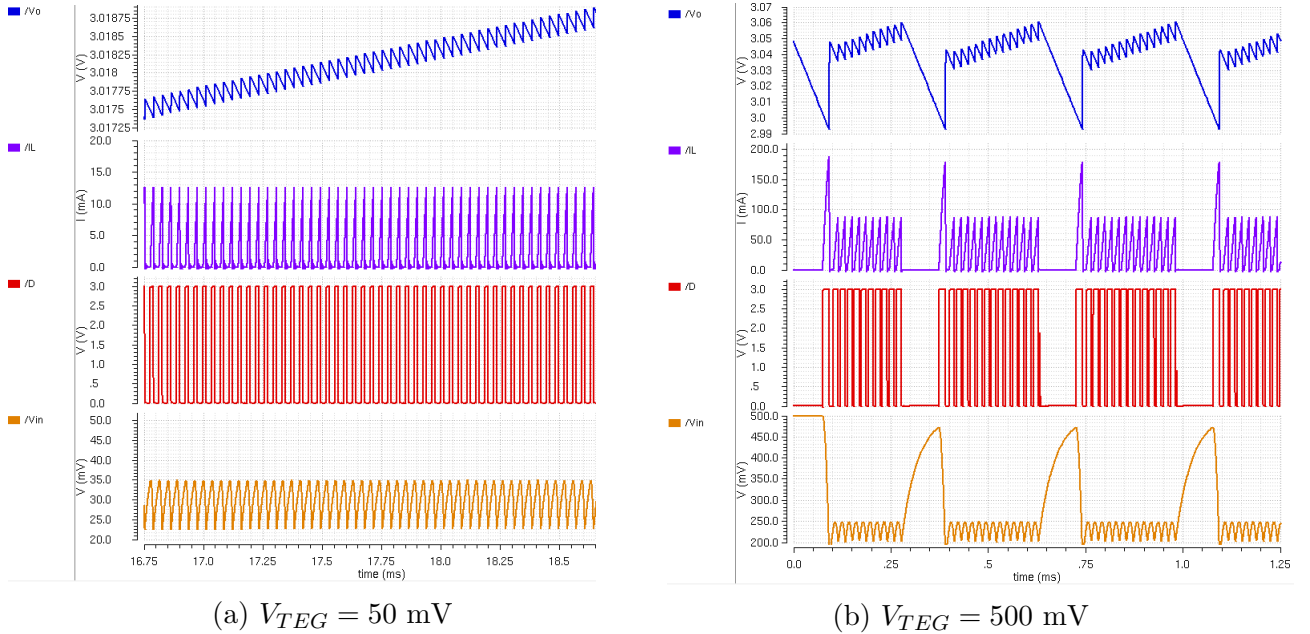 /Vo
3.01875
3.0185
3.01825
3.018
3.01775
3.0175
3.01725
V (V)
/IL
20.0
15.0
10.0
5.0
0.0
I (mA)
/D
3.0
2.5
2.0
1.5
1.0
.5
0.0
V (V)
/Vin
50.0
45.0
40.0
35.0
30.0
25.0
20.0
V (mV)
16.75 17.0 17.25 17.5 17.75 18.0 18.25 18.5
time (ms)
(a) V_{TEG} = 50 mV
/Vo
3.07
3.06
3.05
3.04
3.03
3.02
3.01
3.0
2.99
V (V)
/IL
200.0
150.0
100.0
50.0
0.0
I (mA)
/D
3.0
2.5
2.0
1.5
1.0
.5
0.0
V (V)
/Vin
500.0
450.0
400.0
350.0
300.0
250.0
200.0
V (mV)
0.0 .25 .5 .75 1.0 1.25
time (ms)
(b) V_{TEG} = 500 mV